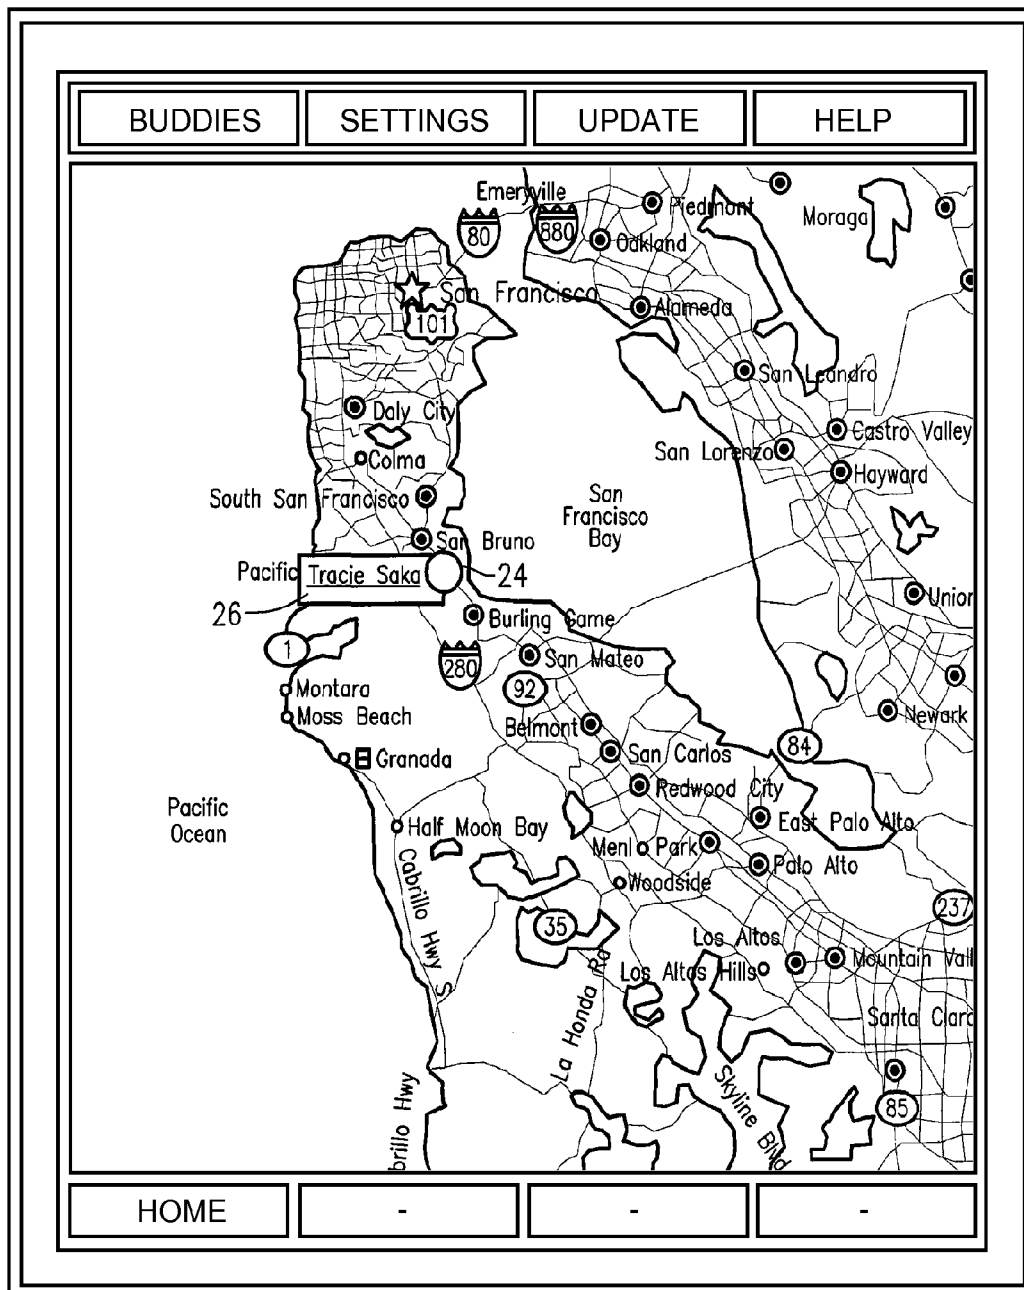 BUDDIES SETTINGS UPDATE HELP
Emeryville
Piedmont
Moraga
80
880
Oakland
San Francisco
Alameda
101
San Leandro
Daly City
Castro Valley
San Lorenzo
Colma
Hayward
South San Francisco
San
Francisco
Bay
San Bruno
Pacific
Tracie Saka
24
26
Union
Burling Game
1
280
San Mateo
92
Montara
Moss Beach
Newark
Belmont
84
San Carlos
Granada
Redwood City
Pacific
Ocean
Half Moon Bay
East Palo Alto
Menlo Park
Palo Alto
Woodside
Cabrillo Hwy S
237
35
Los Altos
Mountain Vall
Los Altos Hills
La Honda Rd
Santa Clara
Skyline Blvd
85
brillo Hwy
HOME - - -